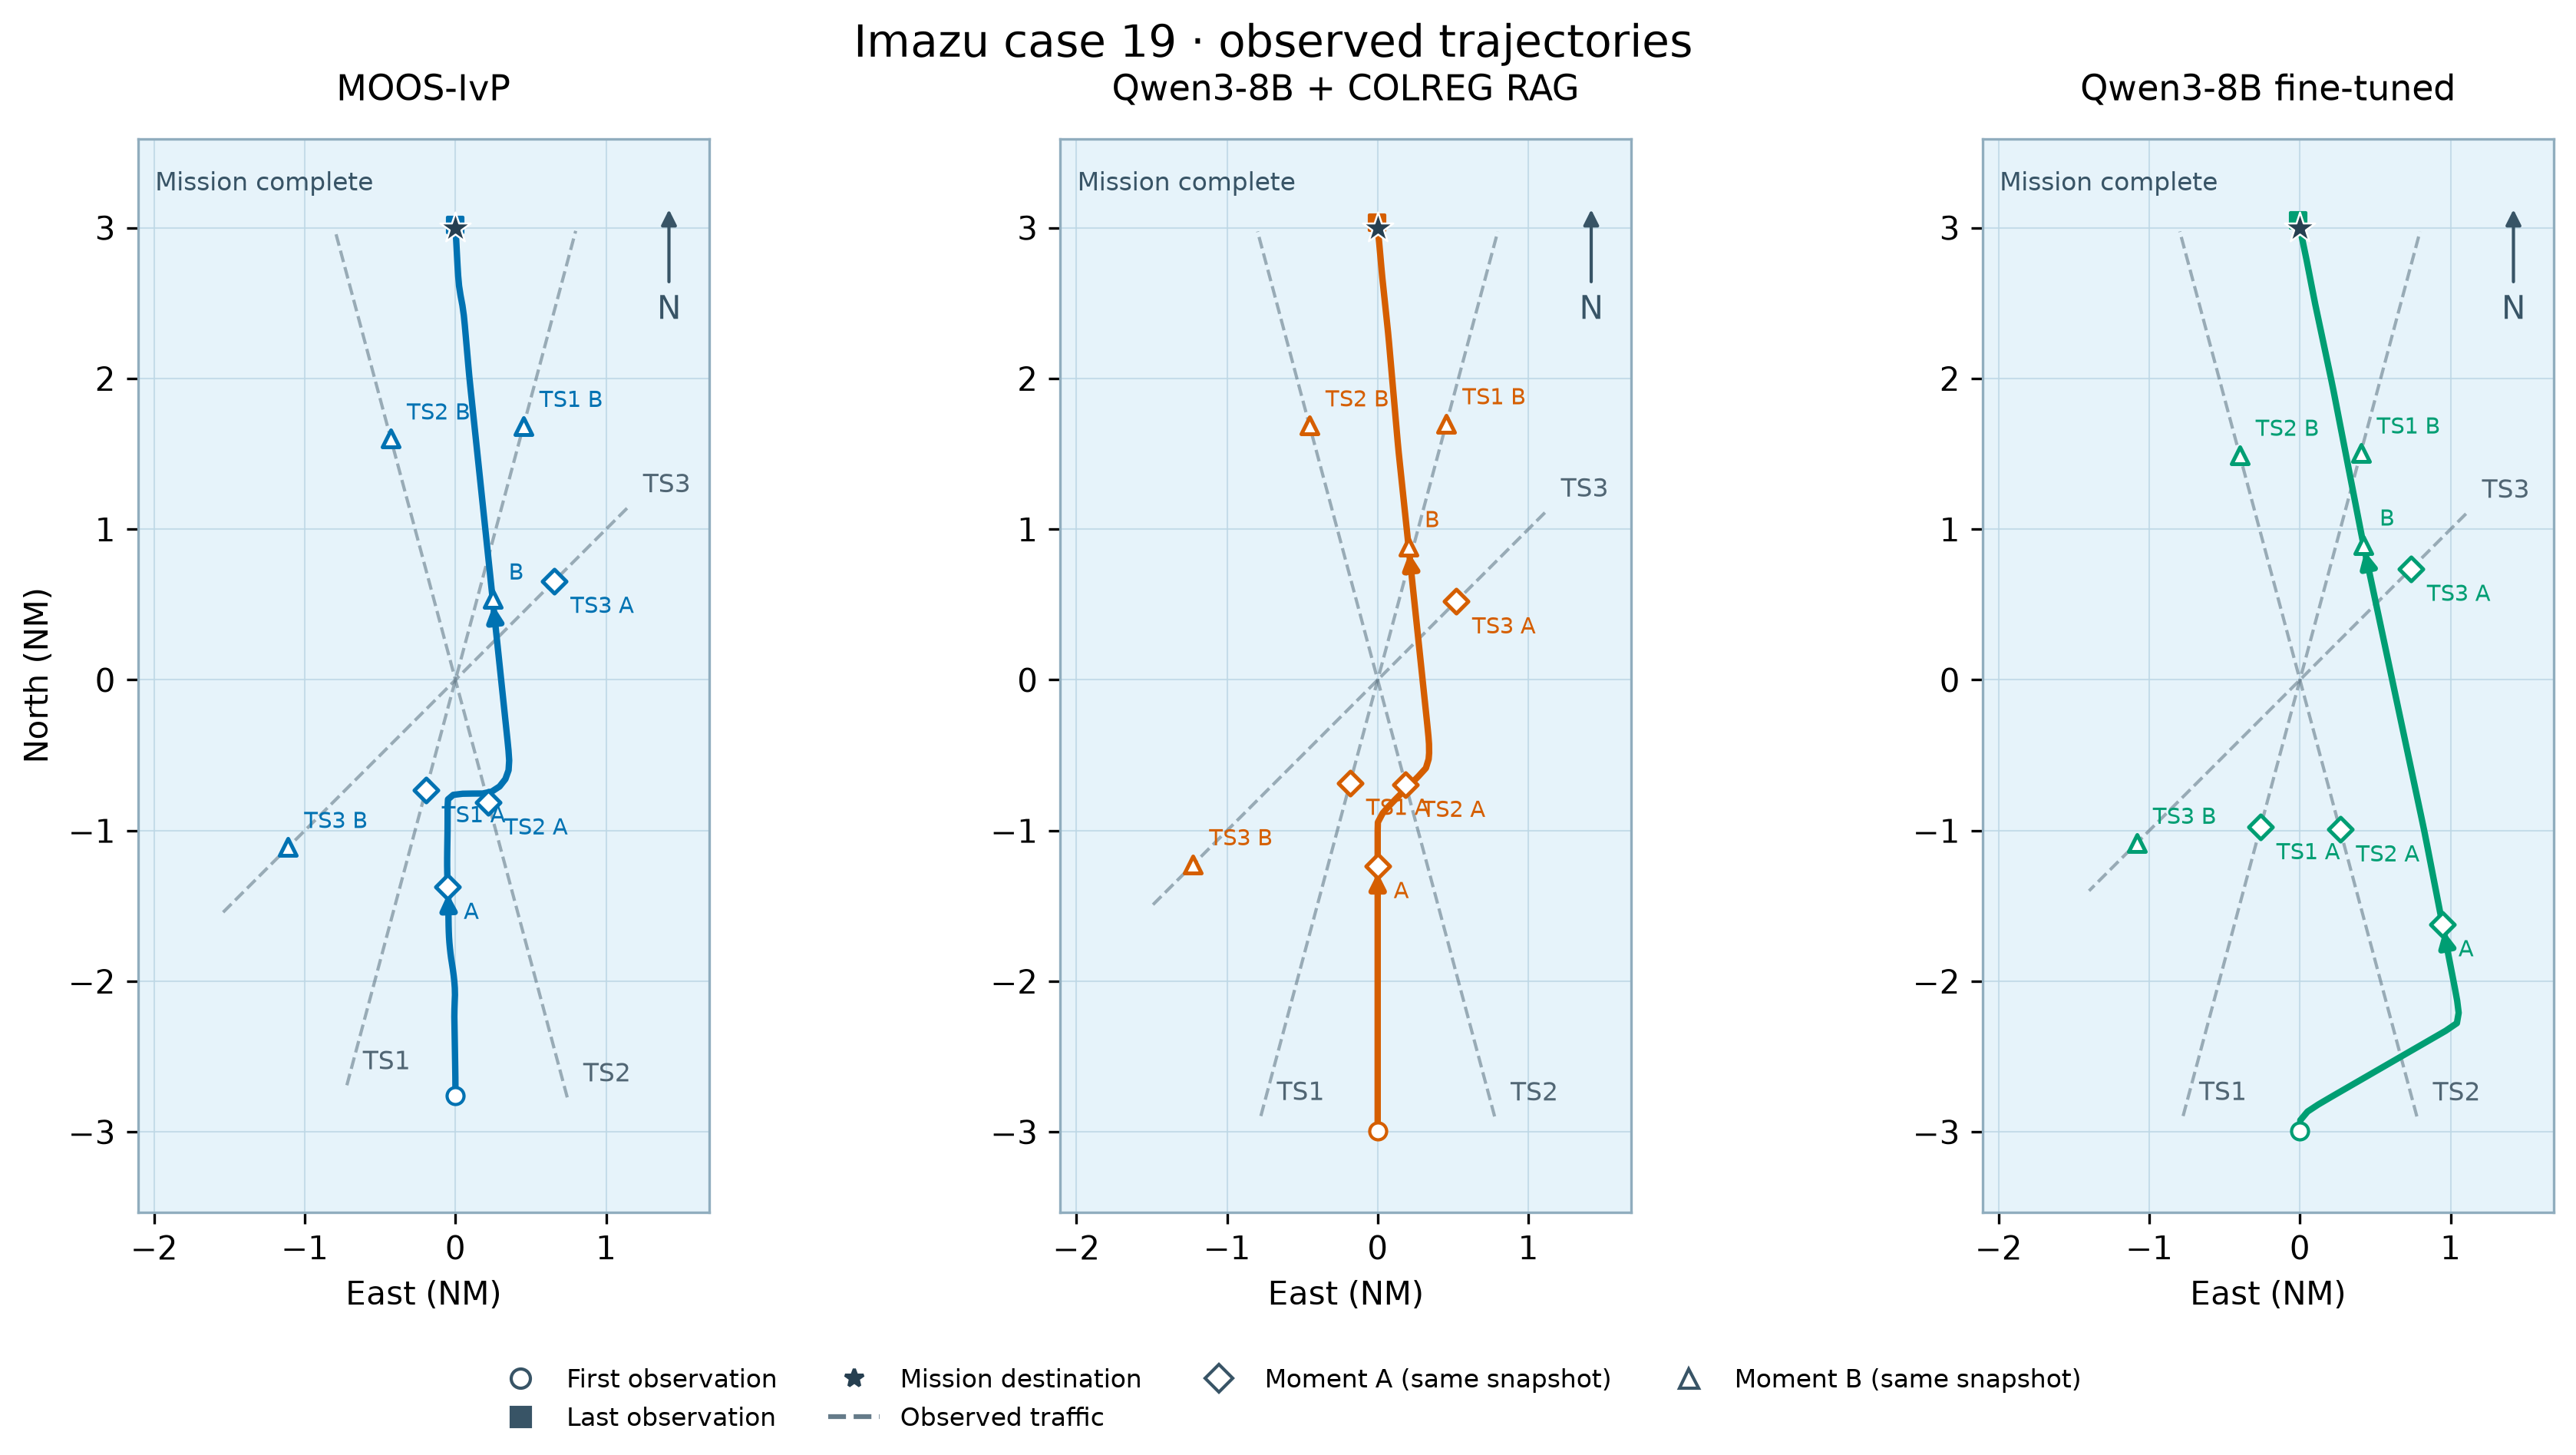 Imazu case 19 · observed trajectories
MOOS-IvP
Qwen3-8B + COLREG RAG
Qwen3-8B fine-tuned
North (NM)
3
2
1
0
−1
−2
−3
Mission complete
N
TS2 B
TS1 B
TS3
B
TS3 A
TS1 A
TS2 A
TS3 B
A
TS1
TS2
−2
−1
0
1
East (NM)
3
2
1
0
−1
−2
−3
Mission complete
N
TS2 B
TS1 B
TS3
B
TS3 A
TS1 A
TS2 A
TS3 B
A
TS1
TS2
−2
−1
0
1
East (NM)
3
2
1
0
−1
−2
−3
Mission complete
N
TS2 B
TS1 B
TS3
B
TS3 A
TS3 B
TS1 A
TS2 A
A
TS1
TS2
−2
−1
0
1
East (NM)
First observation
Last observation
Mission destination
Observed traffic
Moment A (same snapshot)
Moment B (same snapshot)